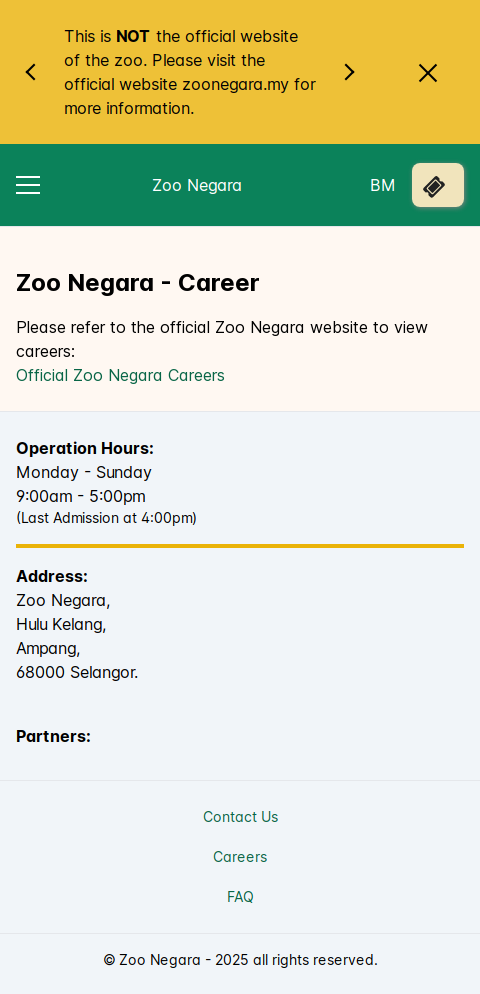 This is NOT the official website
of the zoo. Please visit the
official website zoonegara.my for
more information.
Zoo Negara
BM
Zoo Negara - Career
Please refer to the official Zoo Negara website to view
careers:
Official Zoo Negara Careers
Operation Hours:
Monday - Sunday
9:00am - 5:00pm
(Last Admission at 4:00pm)
Address:
Zoo Negara,
Hulu Kelang,
Ampang,
68000 Selangor.
Partners:
Contact Us
Careers
FAQ
© Zoo Negara - 2025 all rights reserved.